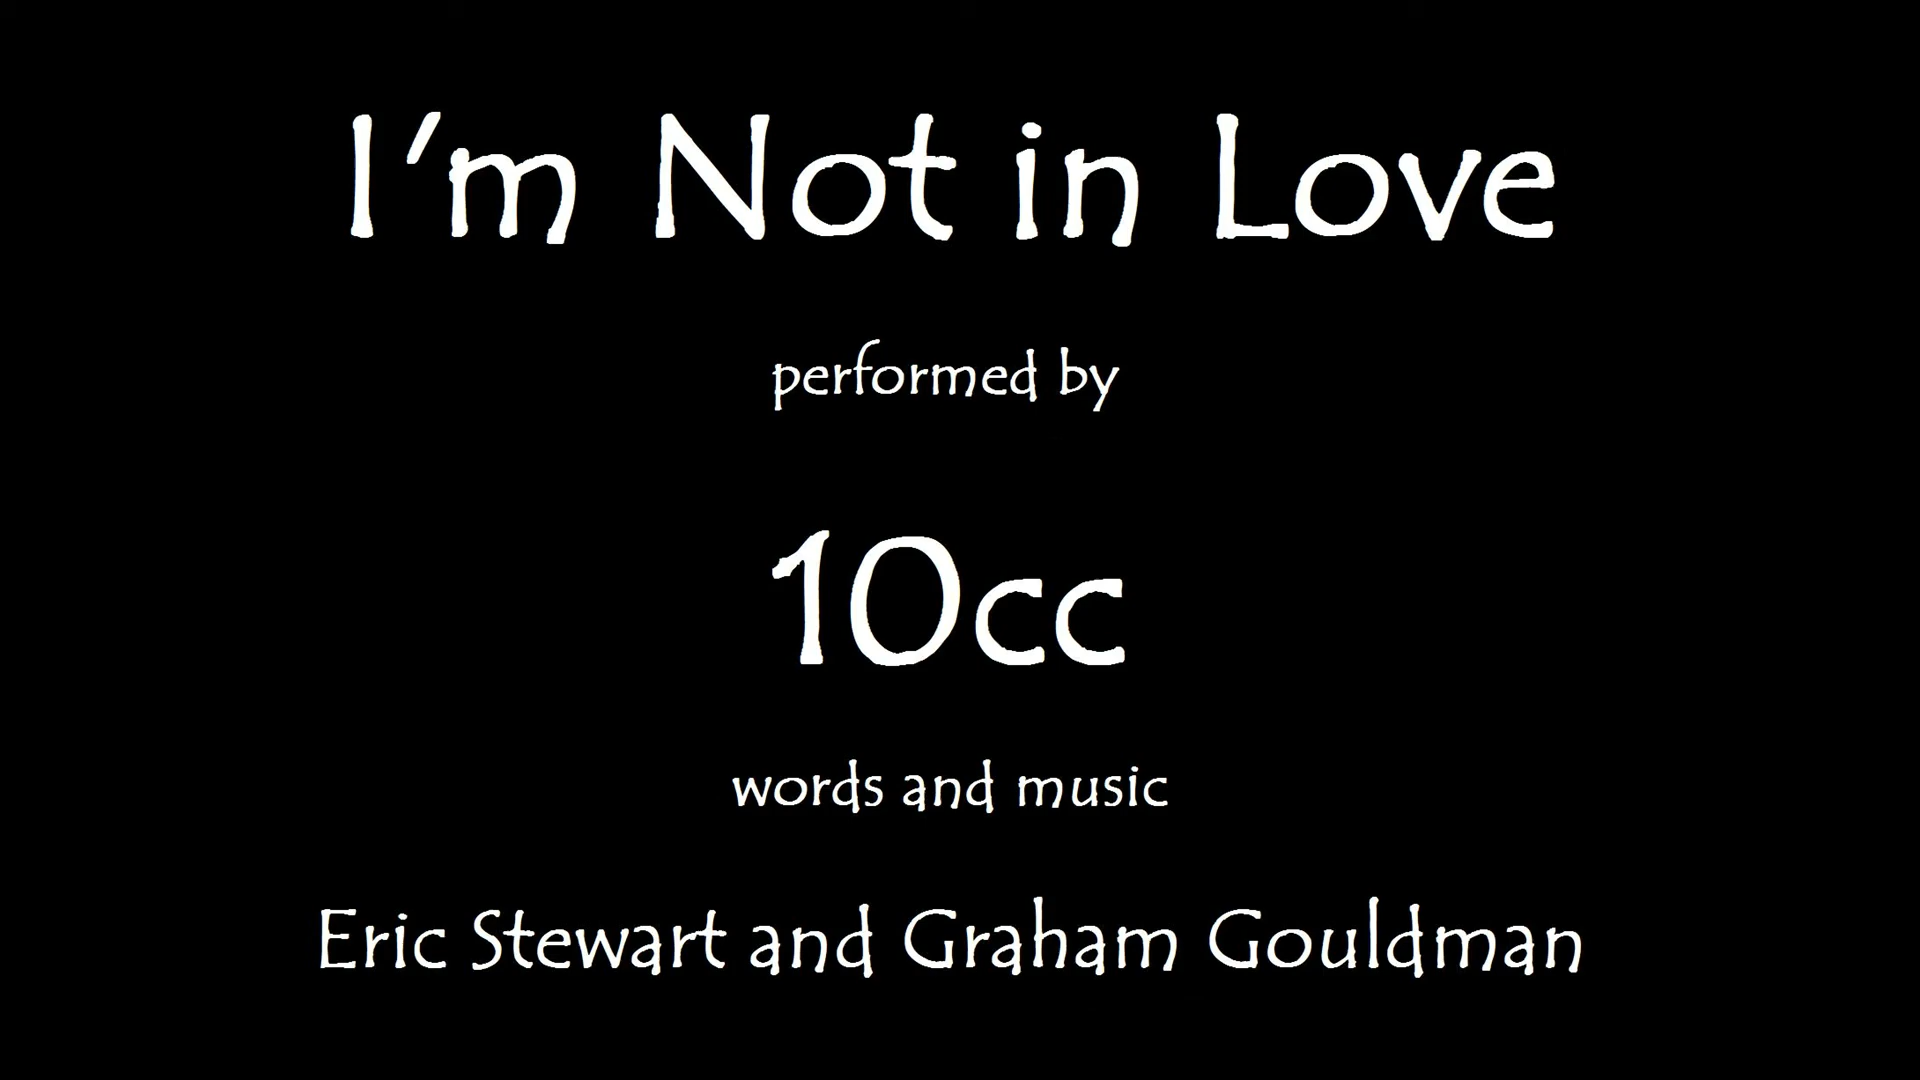 I'm Not in Love
performed by
10cc
words and music
Eric Stewart and Graham Gouldman